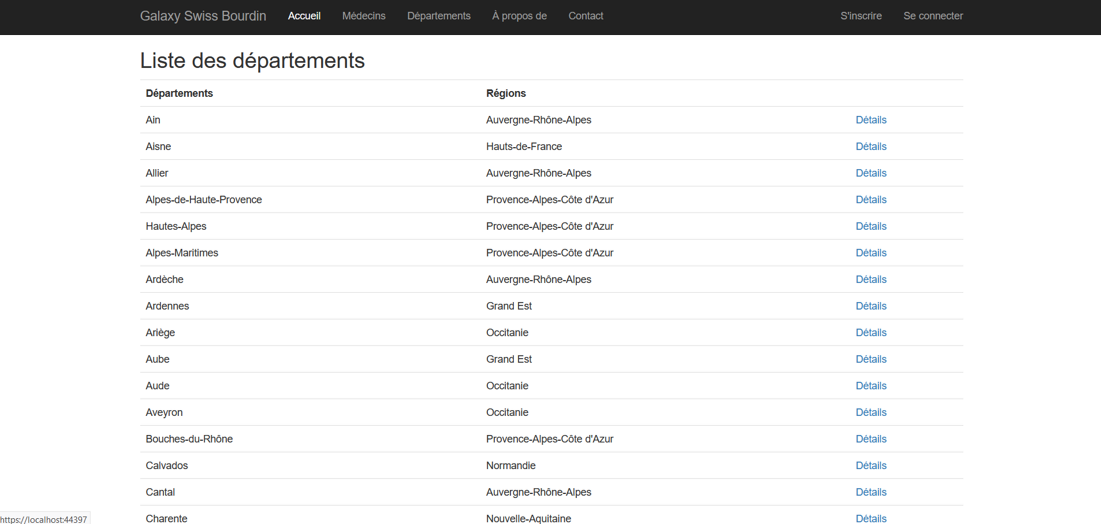 Galaxy Swiss Bourdin Accueil Médecins Départements À propos de Contact S'inscrire Se connecter
Liste des départements
Départements Régions
Ain Auvergne-Rhône-Alpes Détails
Aisne Hauts-de-France Détails
Allier Auvergne-Rhône-Alpes Détails
Alpes-de-Haute-Provence Provence-Alpes-Côte d'Azur Détails
Hautes-Alpes Provence-Alpes-Côte d'Azur Détails
Alpes-Maritimes Provence-Alpes-Côte d'Azur Détails
Ardèche Auvergne-Rhône-Alpes Détails
Ardennes Grand Est Détails
Ariège Occitanie Détails
Aube Grand Est Détails
Aude Occitanie Détails
Aveyron Occitanie Détails
Bouches-du-Rhône Provence-Alpes-Côte d'Azur Détails
Calvados Normandie Détails
Cantal Auvergne-Rhône-Alpes Détails
Charente Nouvelle-Aquitaine Détails
https://localhost:44397